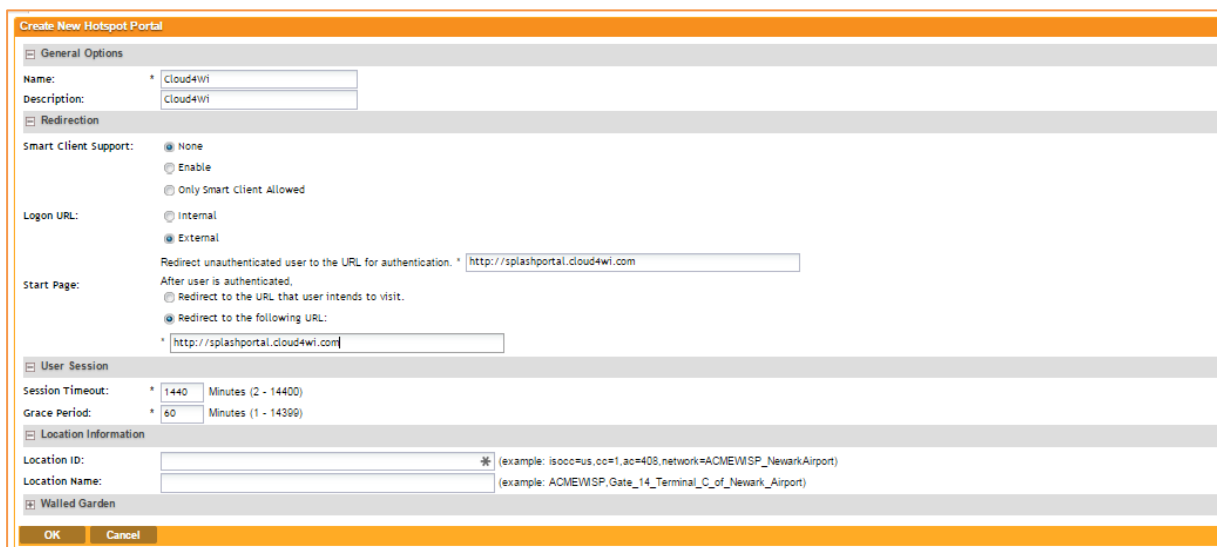 Create New Hotspot Portal
General Options
Name: * Cloud4Wi
Description: Cloud4Wi
Redirection
Smart Client Support: None
Enable
Only Smart Client Allowed
Logon URL: Internal
External
Redirect unauthenticated user to the URL for authentication. * http://splashportal.cloud4wi.com
Start Page: After user is authenticated,
Redirect to the URL that user intends to visit.
Redirect to the following URL:
* http://splashportal.cloud4wi.com
User Session
Session Timeout: * 1440 Minutes (2 - 14400)
Grace Period: * 60 Minutes (1 - 14399)
Location Information
Location ID: (example: isocc=us,cc=1,ac=408,network=ACMEWISP_NewarkAirport)
Location Name: (example: ACMEWISP,Gate_14_Terminal_C_of_Newark_Airport)
Walled Garden
OK Cancel